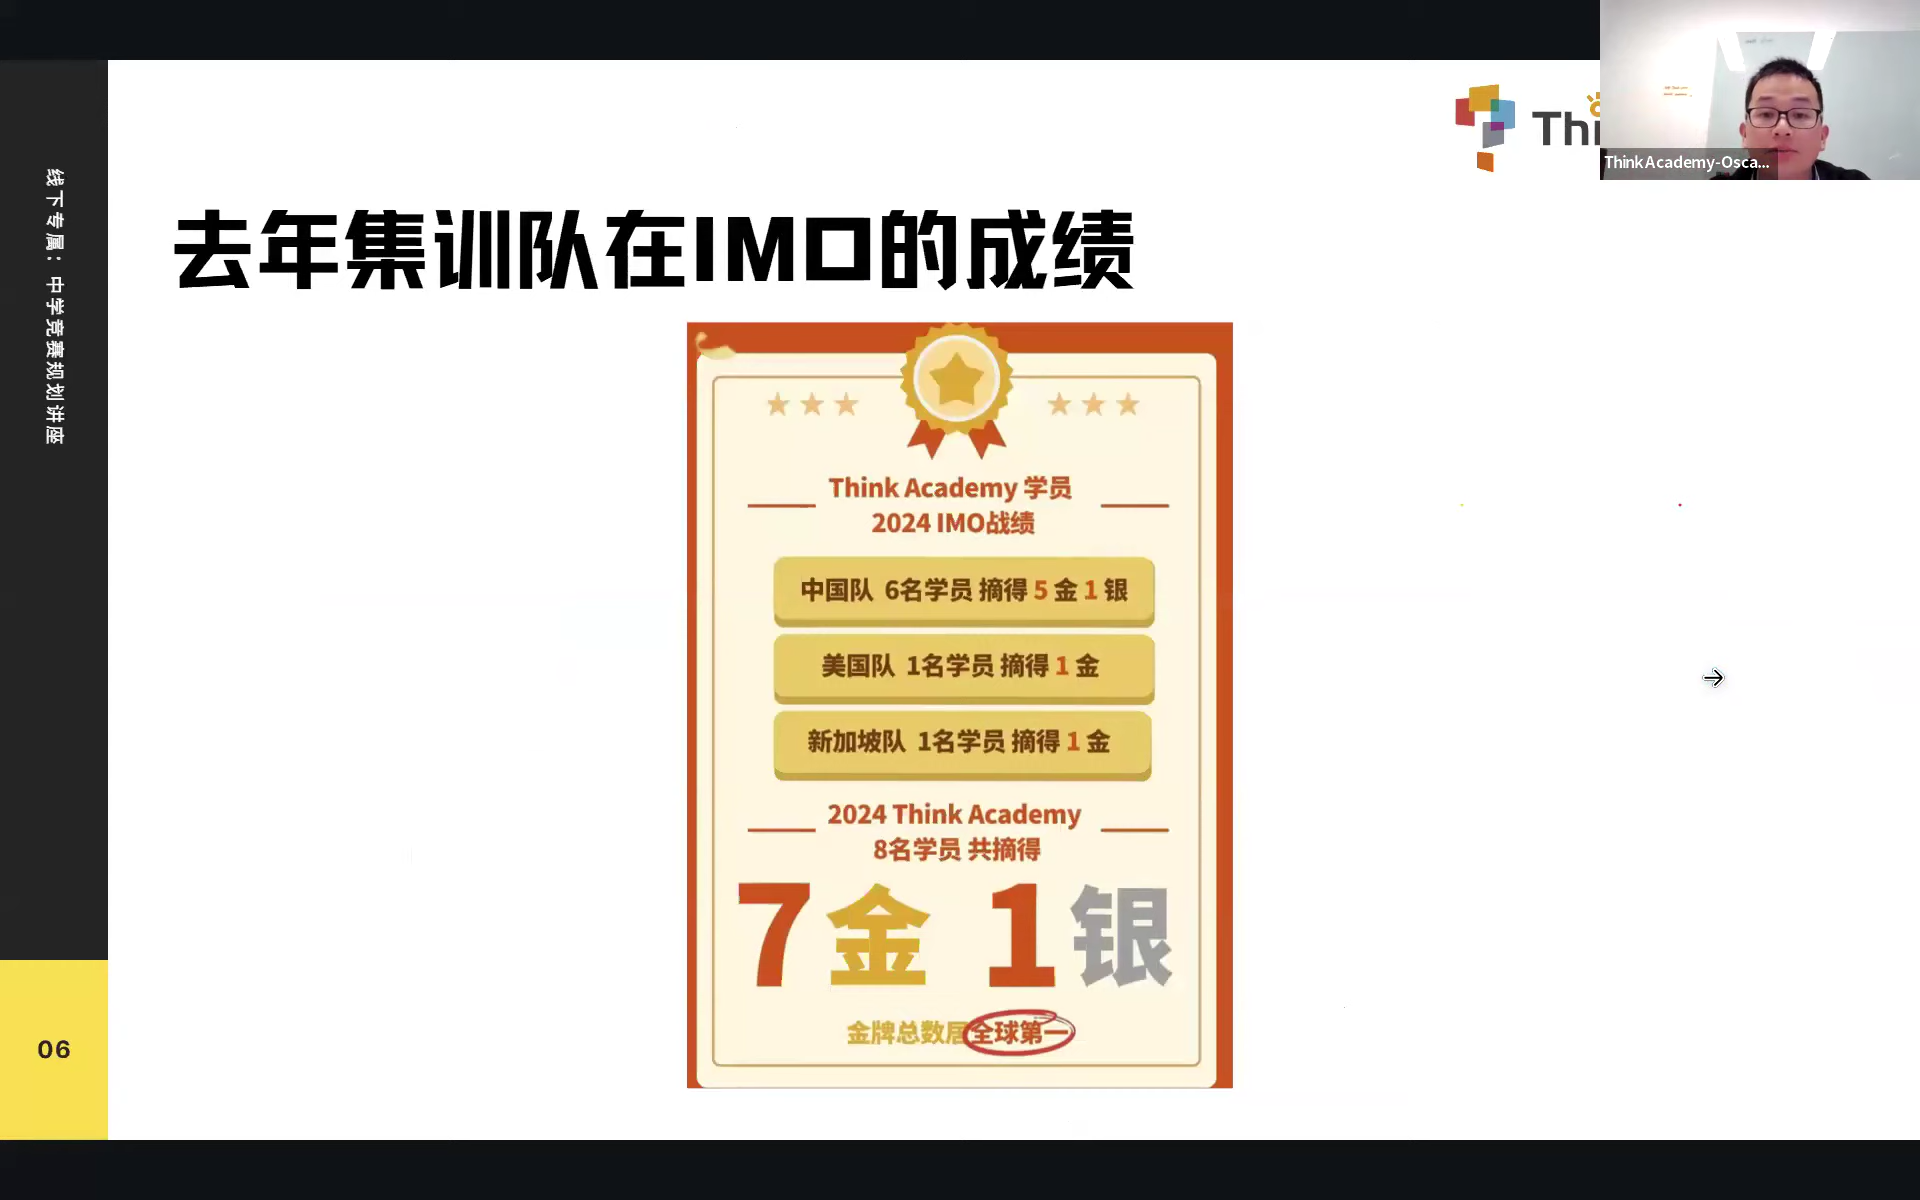 线下专属：中学竞赛规划讲座
Thi
ThinkAcademy-Osca...
去年集训队在IMO的成绩
Think Academy 学员
2024 IMO战绩
中国队 6名学员 摘得 5 金 1 银
美国队 1名学员 摘得 1 金
新加坡队 1名学员 摘得 1 金
2024 Think Academy
8名学员 共摘得
7金 1银
金牌总数居全球第一
06